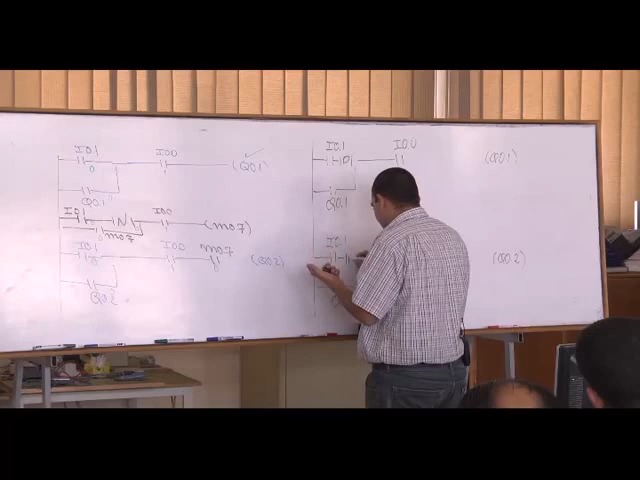 I0.1 I0.0 (Q0.1)
Q0.1
I0.1 N I0.0 (m0.7)
m0.7
I0.1 I0.0 m0.7 (Q0.2)
Q0.2
I0.1 I0.0 (Q0.1)
Q0.1
I0.1 (Q0.2)